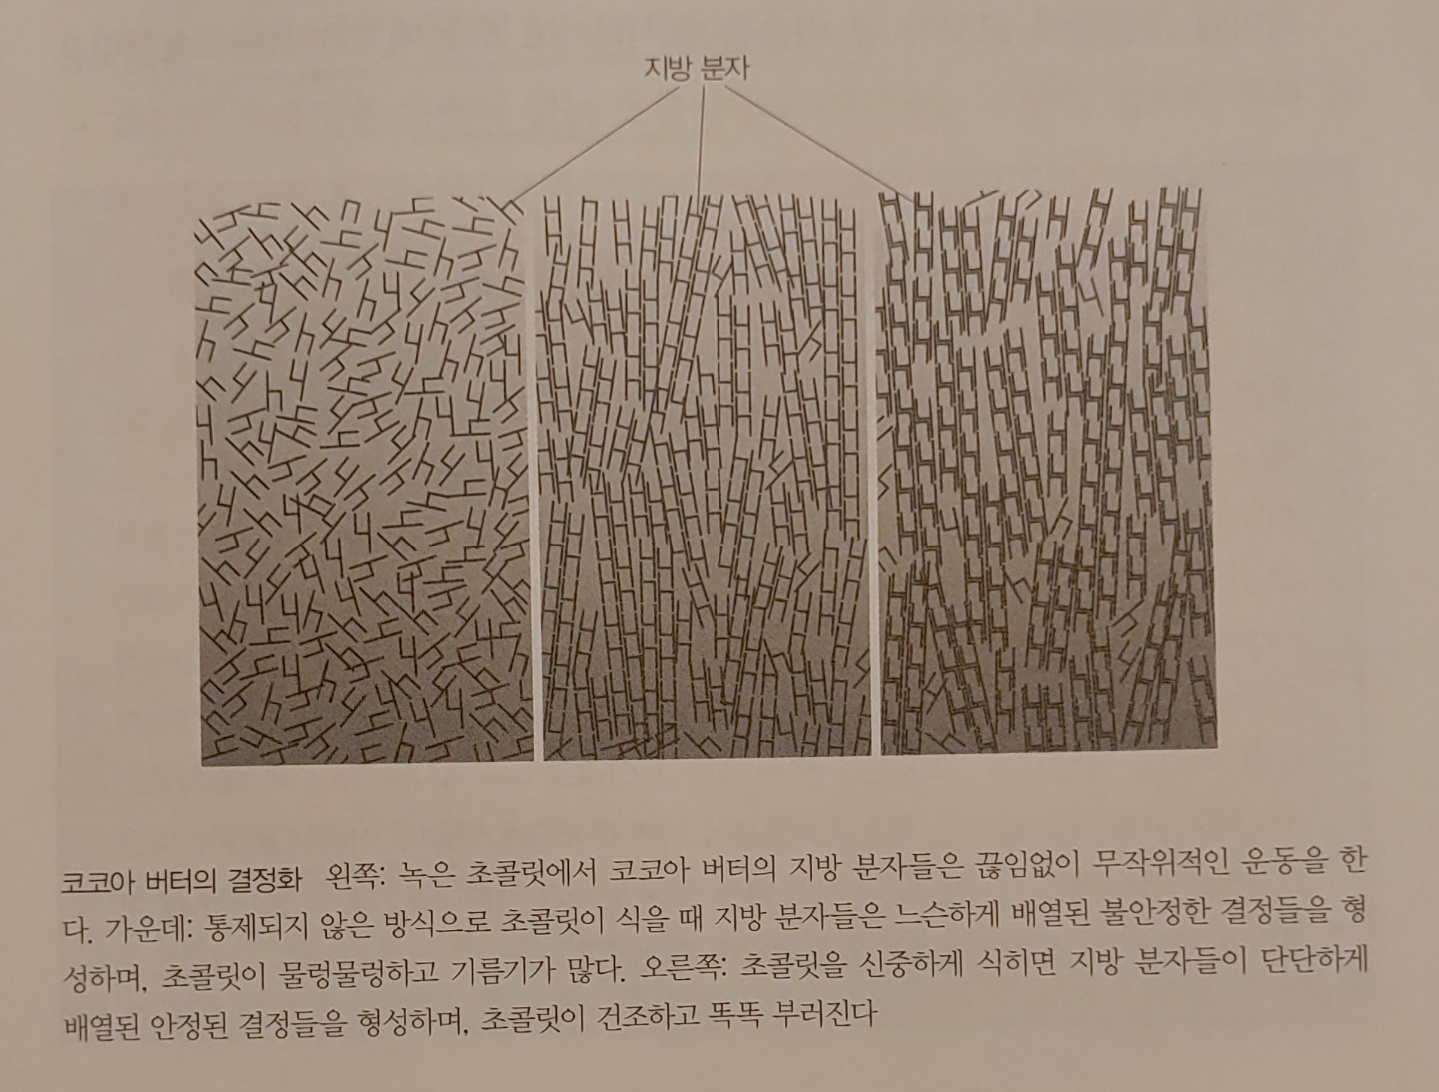 지방 분자
코코아 버터의 결정화 왼쪽: 녹은 초콜릿에서 코코아 버터의 지방 분자들은 끊임없이 무작위적인 운동을 한
다. 가운데: 통제되지 않은 방식으로 초콜릿이 식을 때 지방 분자들은 느슨하게 배열된 불안정한 결정들을 형
성하며, 초콜릿이 물렁물렁하고 기름기가 많다. 오른쪽: 초콜릿을 신중하게 식히면 지방 분자들이 단단하게
배열된 안정된 결정들을 형성하며, 초콜릿이 건조하고 똑똑 부러진다